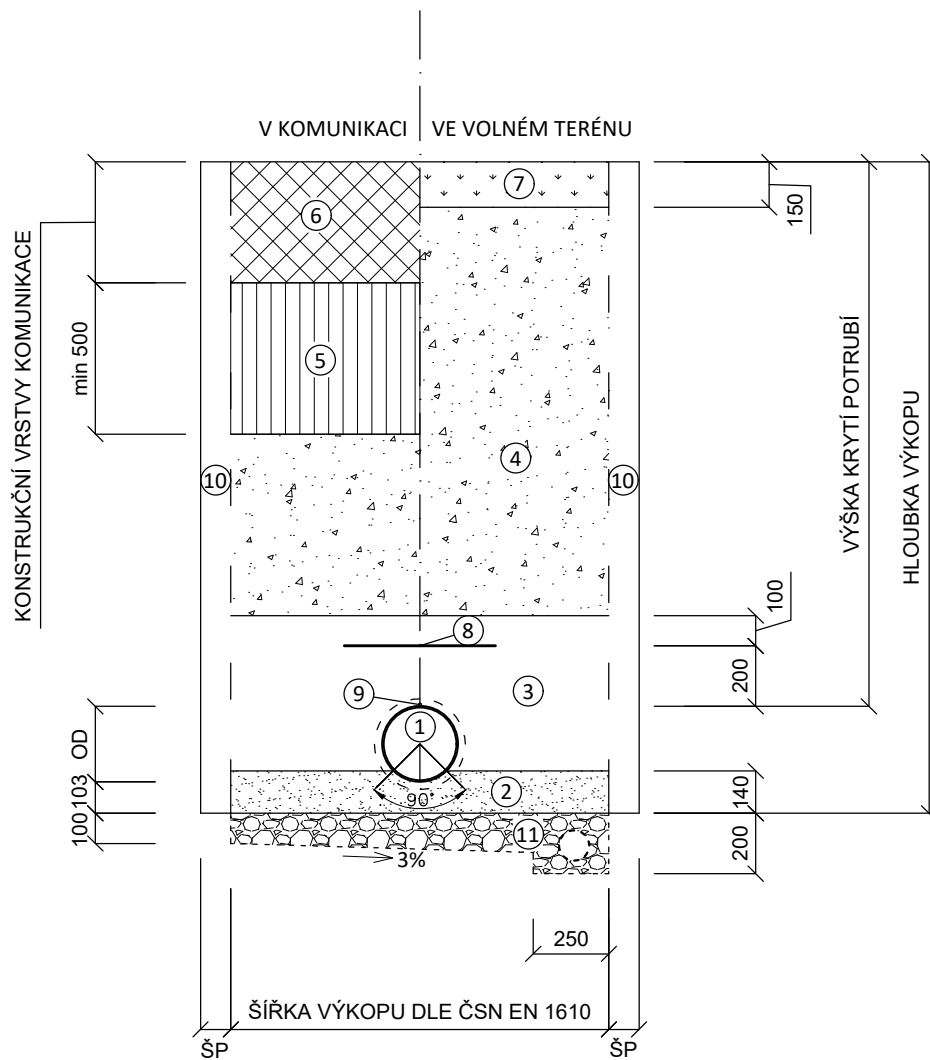 V KOMUNIKACI
VE VOLNÉM TERÉNU
7
150
6
KONSTRUKČNÍ VRSTVY KOMUNIKACE
min 500
5
4
10
10
VÝŠKA KRYTÍ POTRUBÍ
HLOUBKA VÝKOPU
100
8
200
9
3
1
OD
103
2
90°
140
100
11
3%
200
250
ŠÍŘKA VÝKOPU DLE ČSN EN 1610
ŠP
ŠP